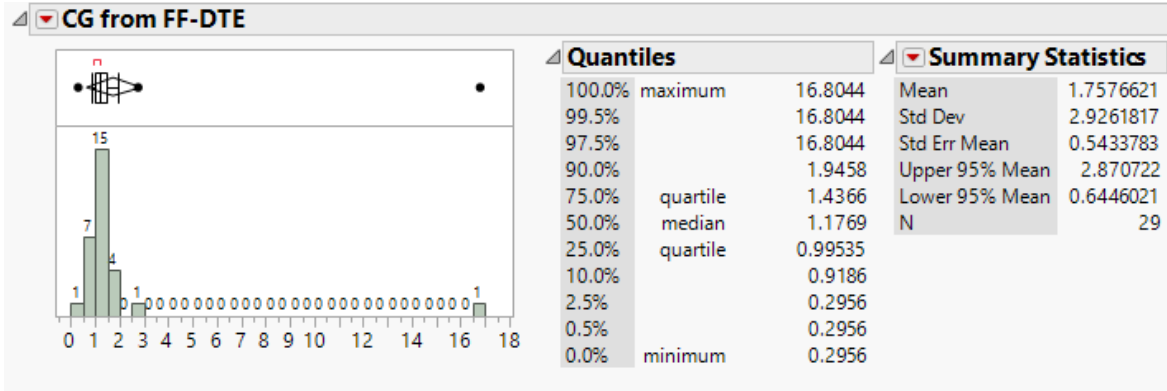 CG from FF-DTE
15
7
4
1
1
1
0 0 0 0 0 0 0 0 0 0 0 0 0 0 0 0 0 0 0 0 0 0 0 0 0 0 0 0
0 1 2 3 4 5 6 7 8 9 10 12 14 16 18
Quantiles
100.0% maximum 16.8044
99.5% 16.8044
97.5% 16.8044
90.0% 1.9458
75.0% quartile 1.4366
50.0% median 1.1769
25.0% quartile 0.99535
10.0% 0.9186
2.5% 0.2956
0.5% 0.2956
0.0% minimum 0.2956
Summary Statistics
Mean 1.7576621
Std Dev 2.9261817
Std Err Mean 0.5433783
Upper 95% Mean 2.870722
Lower 95% Mean 0.6446021
N 29